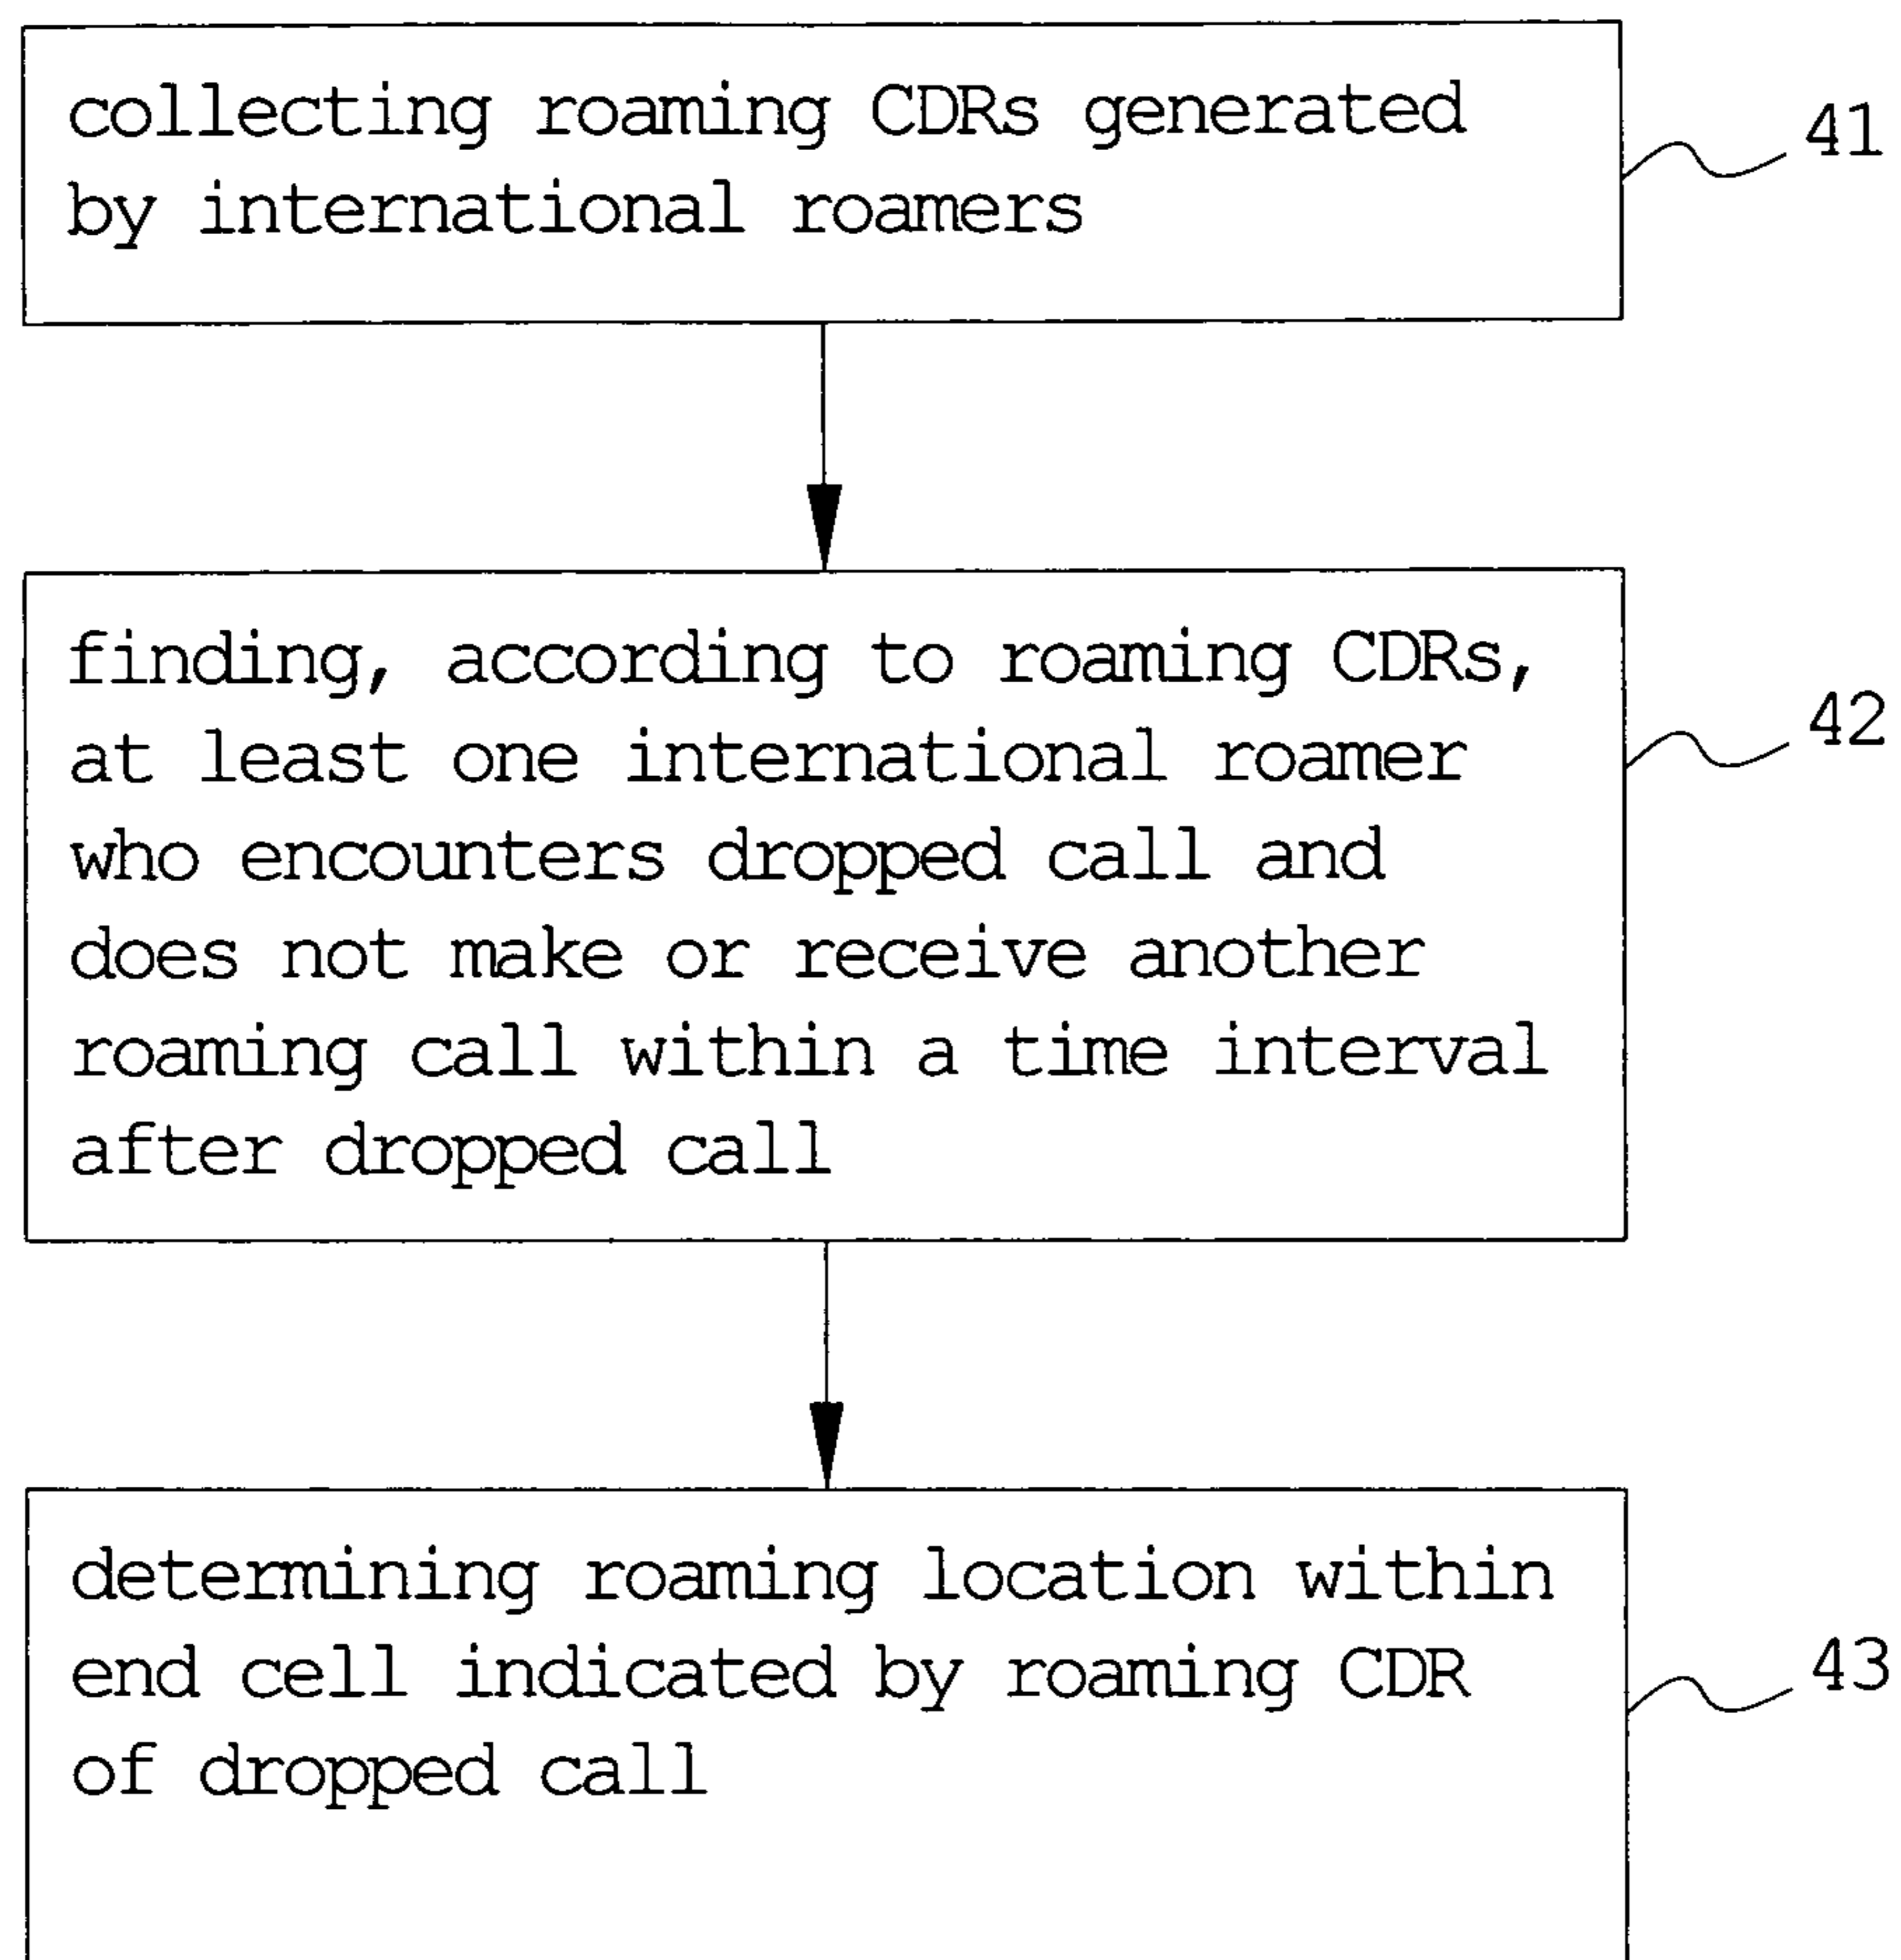 collecting roaming CDRs generated
by international roamers
41
finding, according to roaming CDRs,
at least one international roamer
who encounters dropped call and
does not make or receive another
roaming call within a time interval
after dropped call
42
determining roaming location within
end cell indicated by roaming CDR
of dropped call
43